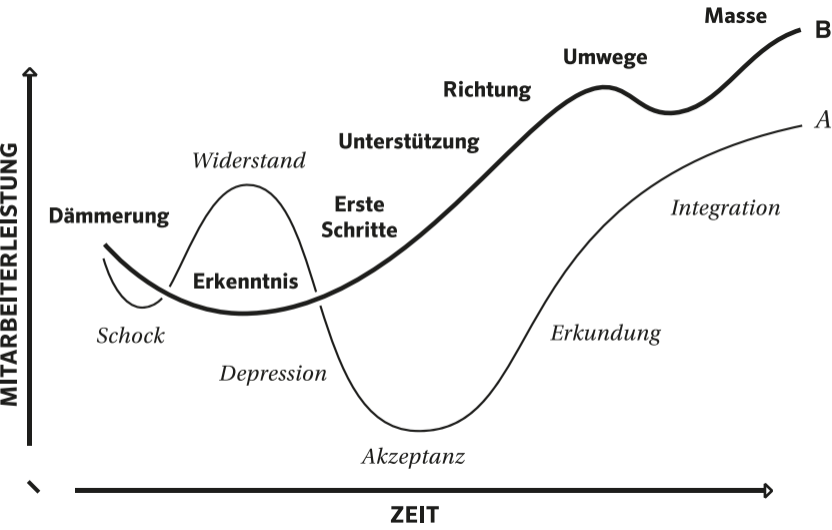 Masse
B
Umwege
Richtung
A
Unterstützung
Widerstand
Erste
Schritte
Dämmerung
Integration
Erkenntnis
Schock
Erkundung
Depression
Akzeptanz
MITARBEITERLEISTUNG
ZEIT